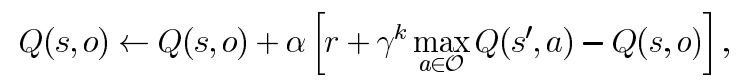 Q(s, o) ← Q(s, o) + α [ r + γ^k max_{a∈𝒪} Q(s′, a) − Q(s, o) ] ,